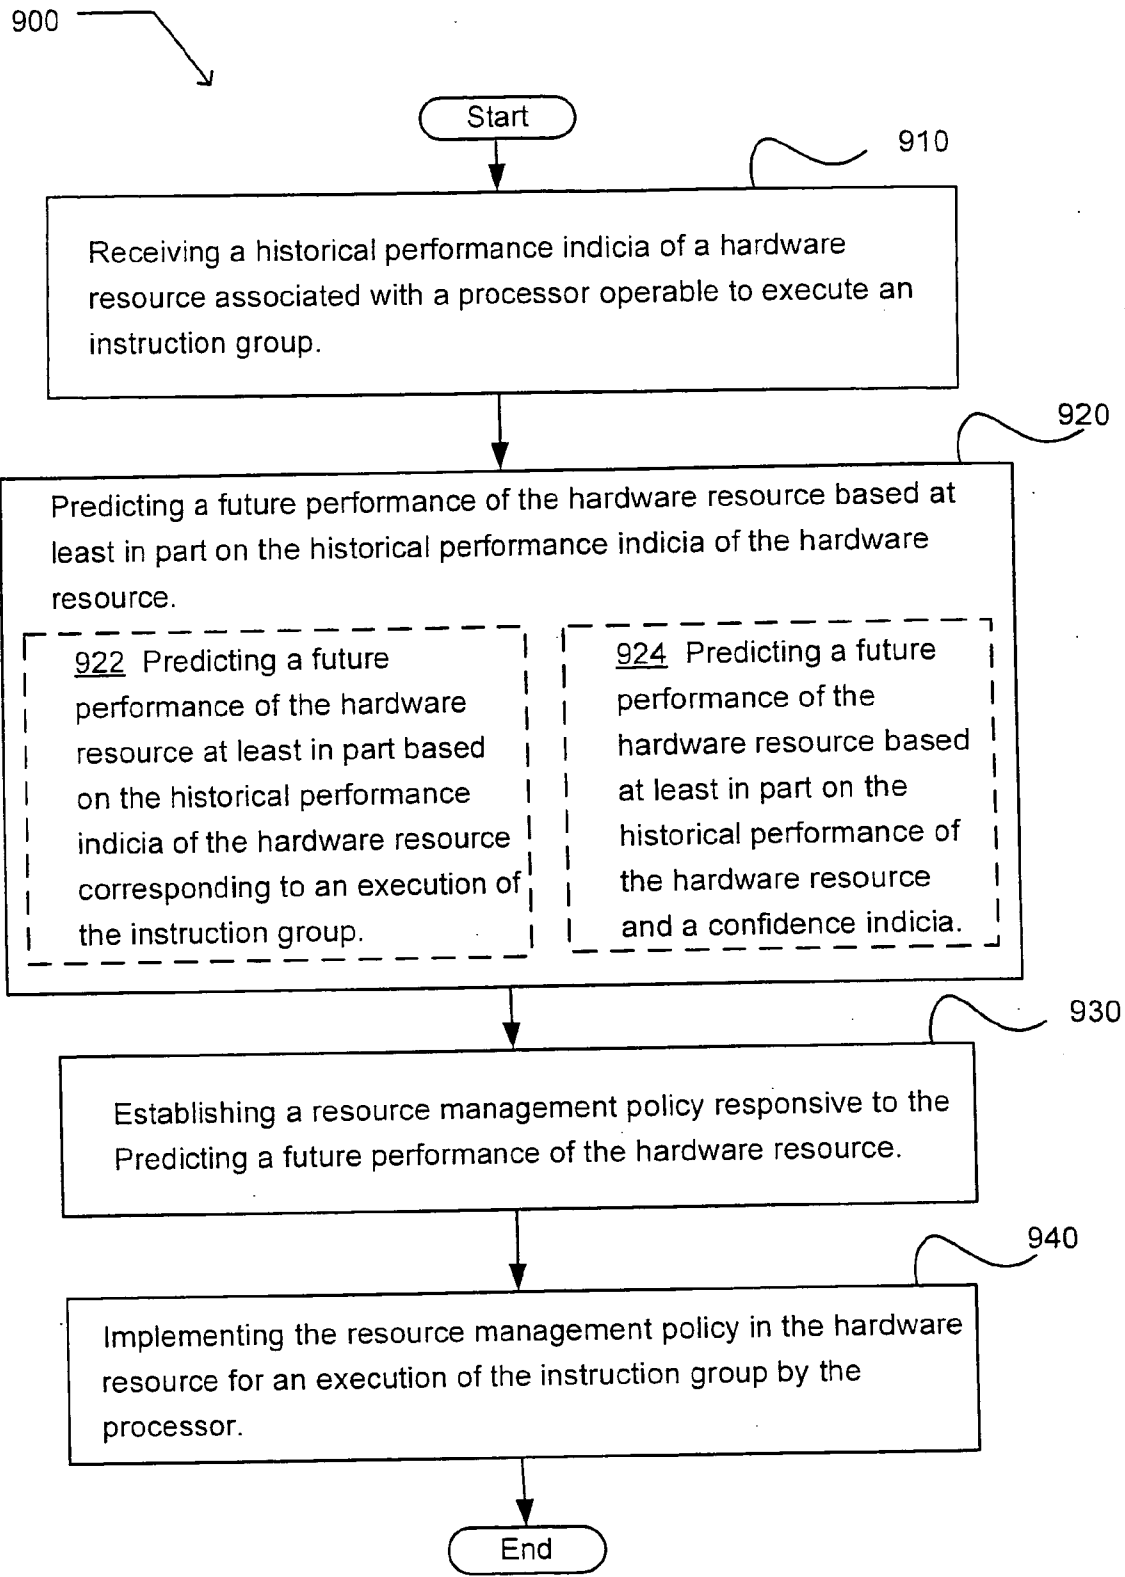 900
Start
910
Receiving a historical performance indicia of a hardware
resource associated with a processor operable to execute an
instruction group.
920
Predicting a future performance of the hardware resource based at
least in part on the historical performance indicia of the hardware
resource.
922 Predicting a future
performance of the hardware
resource at least in part based
on the historical performance
indicia of the hardware resource
corresponding to an execution of
the instruction group.
924 Predicting a future
performance of the
hardware resource based
at least in part on the
historical performance of
the hardware resource
and a confidence indicia.
930
Establishing a resource management policy responsive to the
Predicting a future performance of the hardware resource.
940
Implementing the resource management policy in the hardware
resource for an execution of the instruction group by the
processor.
End